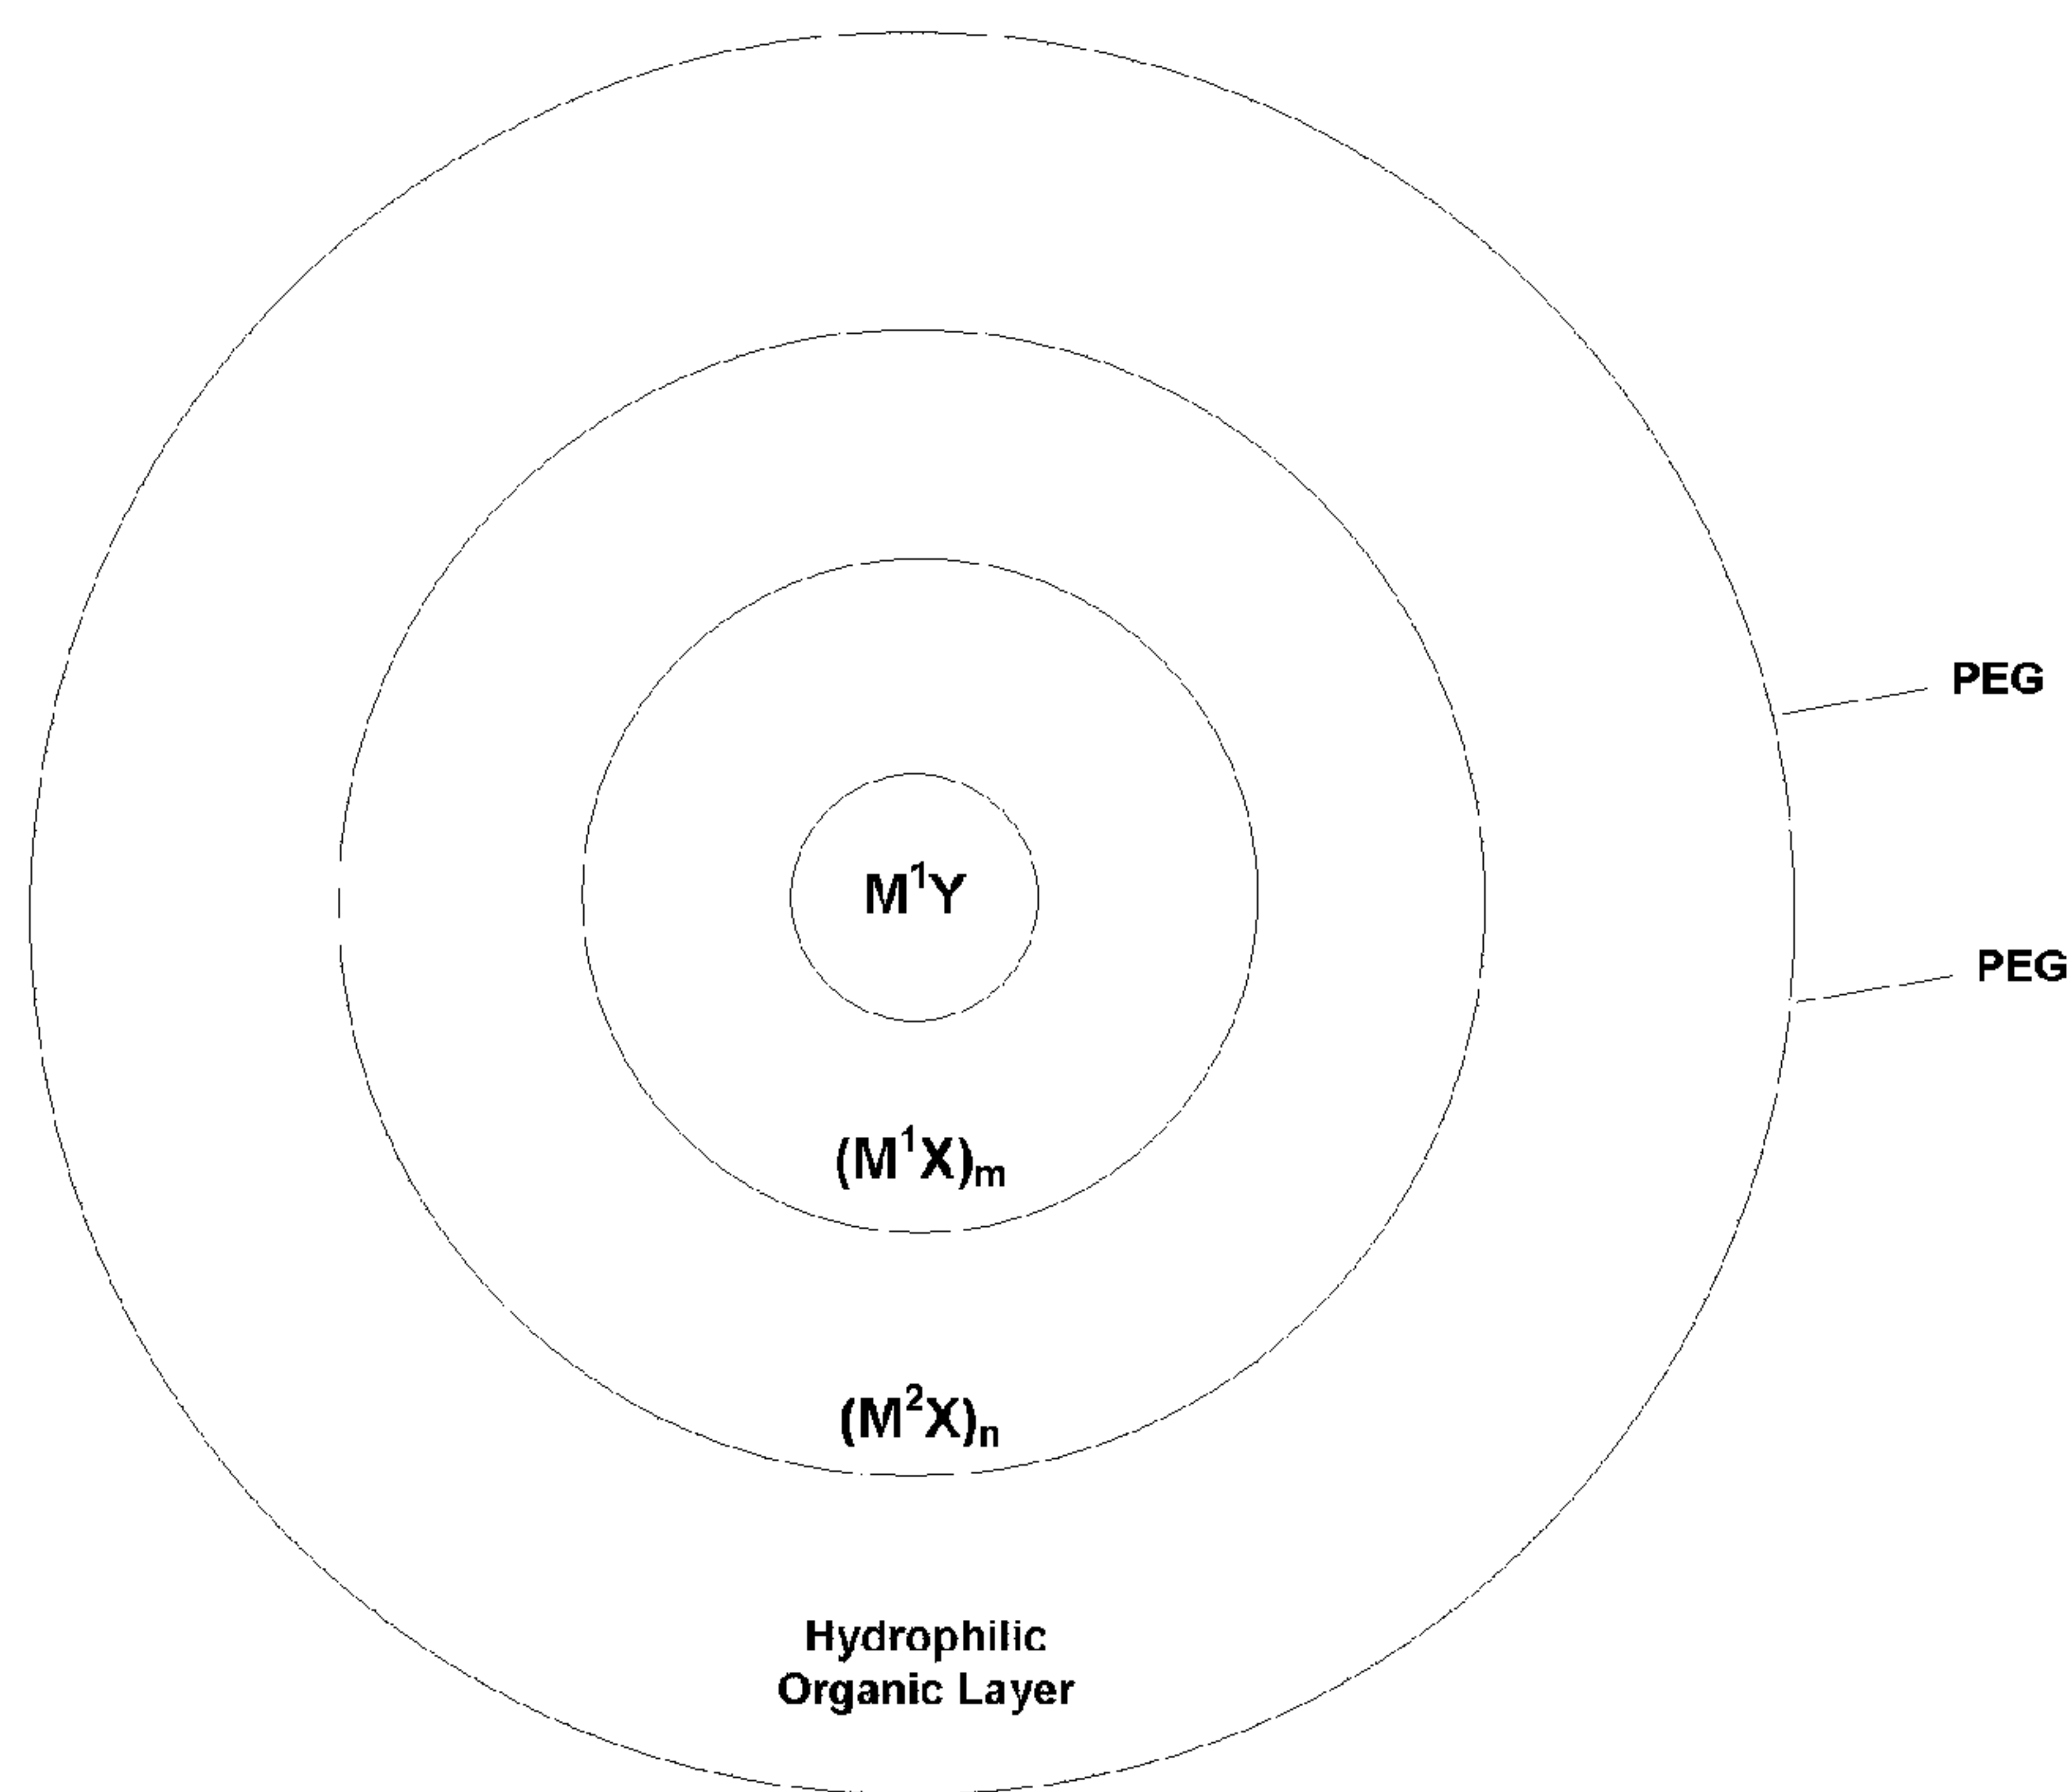 PEG
M¹Y
PEG
(M¹X)ₘ
(M²X)ₙ
Hydrophilic
Organic Layer